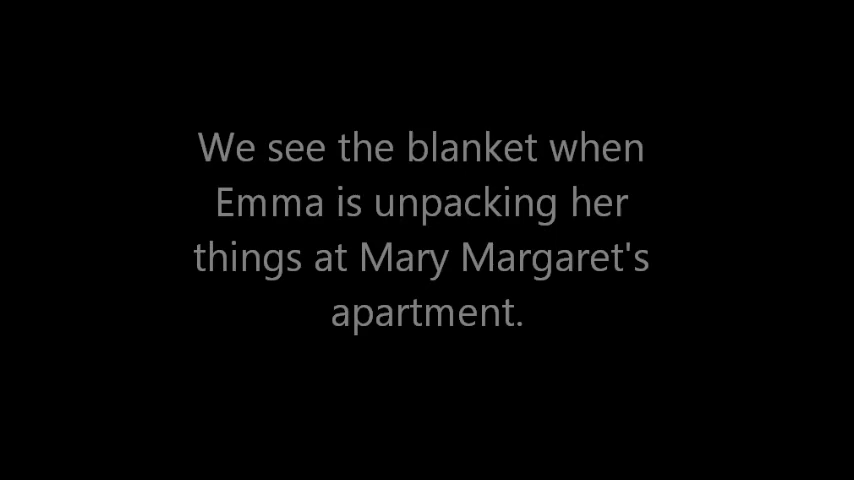 We see the blanket when
Emma is unpacking her
things at Mary Margaret's
apartment.